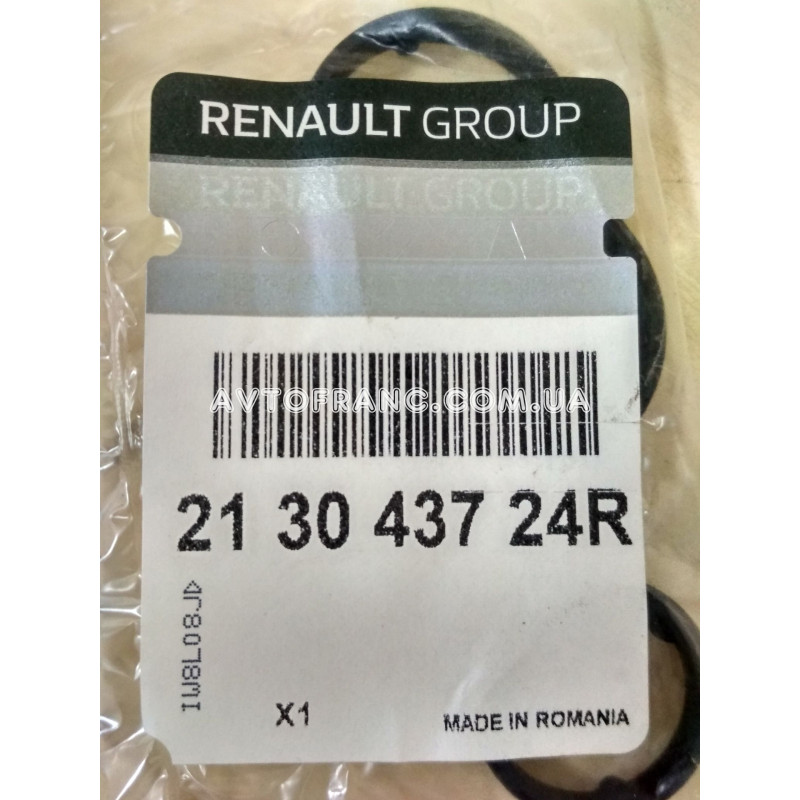 RENAULT GROUP
RENAULT GROUP
AVTOFRANC.COM.UA
21 30 437 24R
IW8L08JD
X1
MADE IN ROMANIA